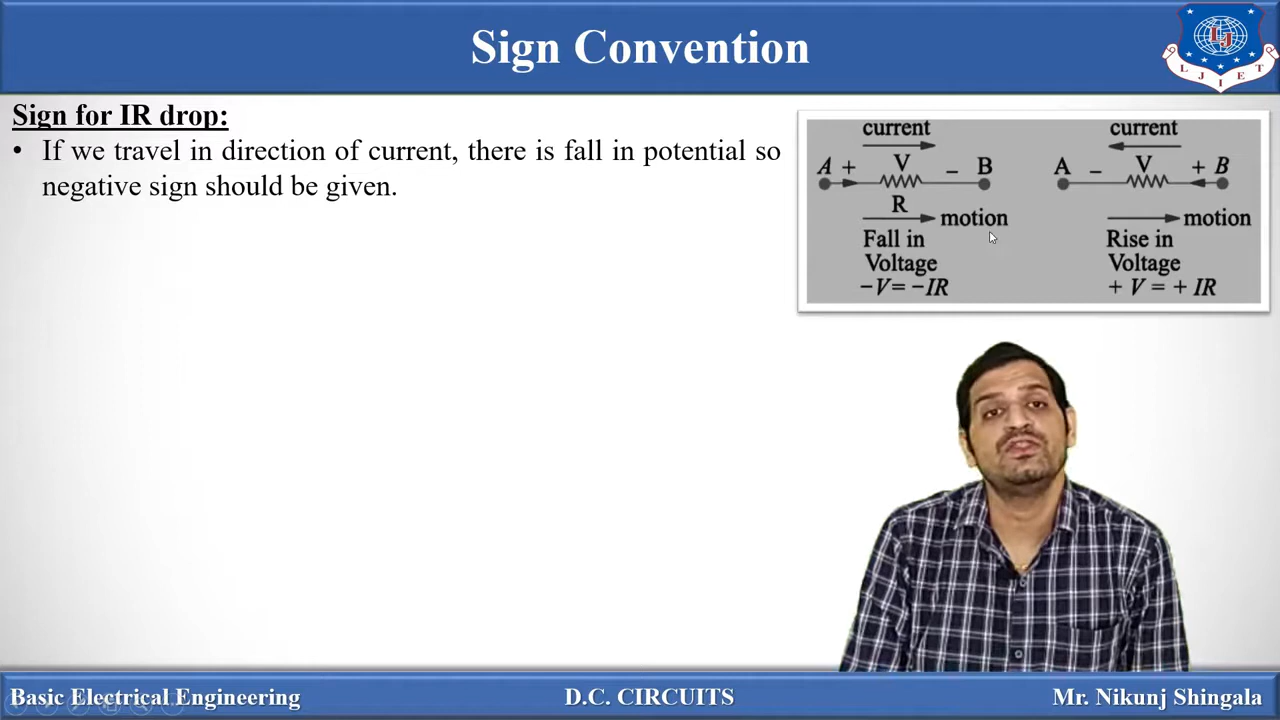 Sign Convention
L J I E T
Sign for IR drop:
• If we travel in direction of current, there is fall in potential so
negative sign should be given.
current current
A + V − B A − V + B
R
motion motion
Fall in Rise in
Voltage Voltage
−V = −IR + V = + IR
Basic Electrical Engineering D.C. CIRCUITS Mr. Nikunj Shingala